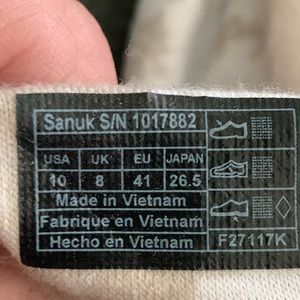 Sanuk S/N 1017882
USA UK EU JAPAN
10 8 41 26.5
Made in Vietnam
Fabrique en Vietnam
Hecho en Vietnam
F27117K